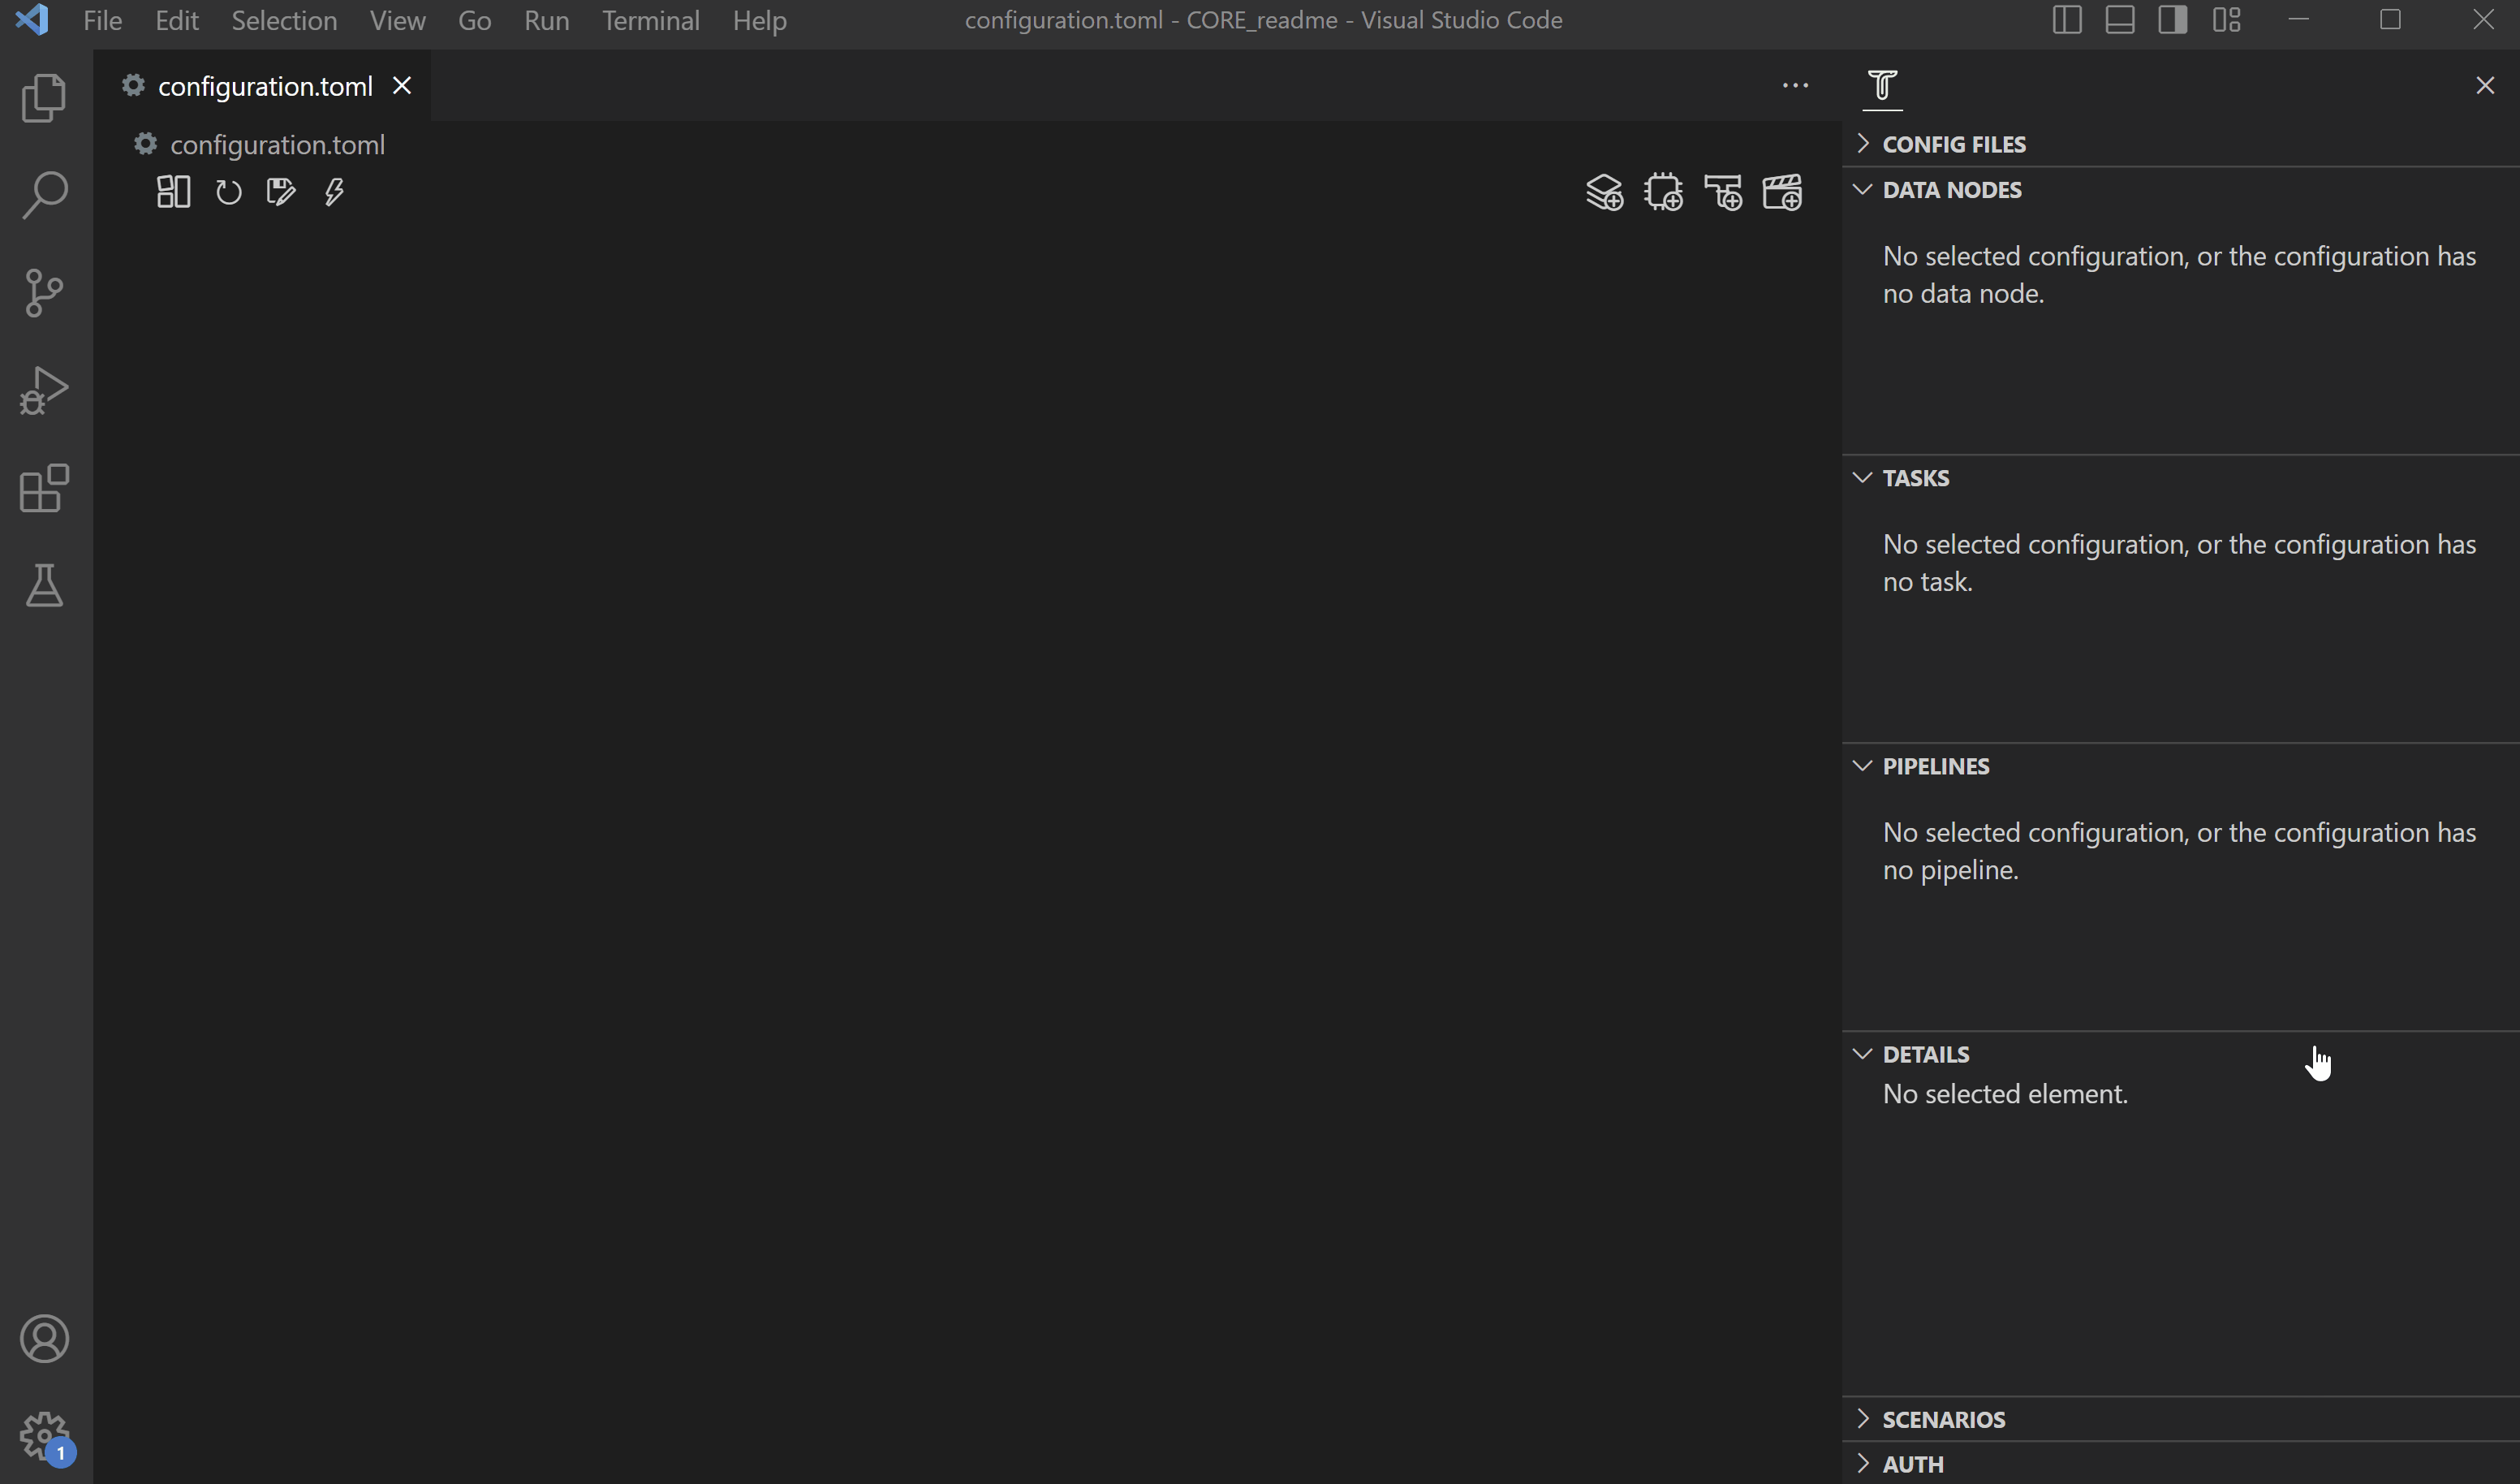 File Edit Selection View Go Run Terminal Help
configuration.toml - CORE_readme - Visual Studio Code
configuration.toml
configuration.toml
CONFIG FILES
DATA NODES
No selected configuration, or the configuration has
no data node.
TASKS
No selected configuration, or the configuration has
no task.
PIPELINES
No selected configuration, or the configuration has
no pipeline.
DETAILS
No selected element.
SCENARIOS
AUTH
1